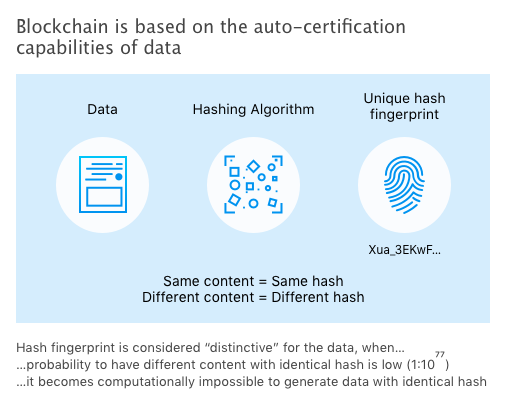 Blockchain is based on the auto-certification
capabilities of data
Data
Hashing Algorithm
Unique hash
fingerprint
Xua_3EKwF...
Same content = Same hash
Different content = Different hash
Hash fingerprint is considered “distinctive” for the data, when...
...probability to have different content with identical hash is low (1:10⁷⁷)
...it becomes computationally impossible to generate data with identical hash